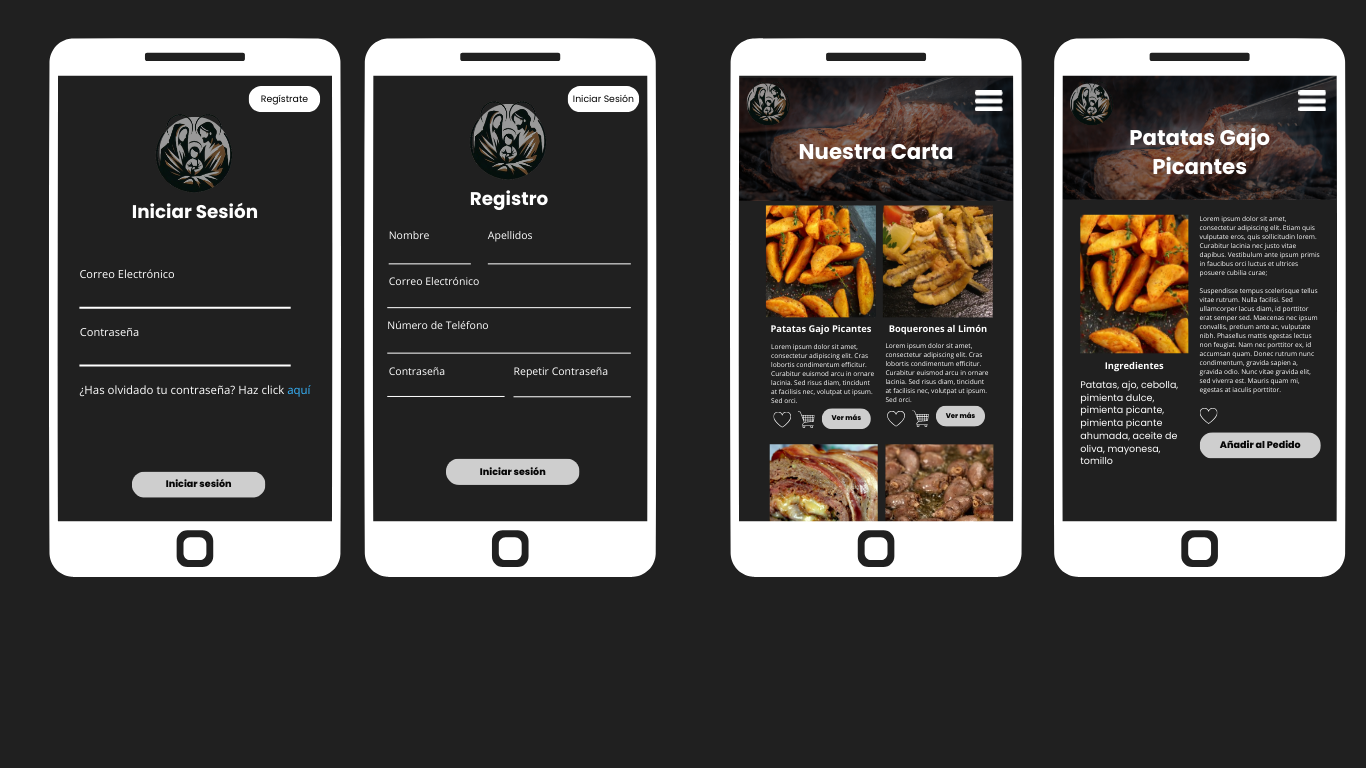 Regístrate
Iniciar Sesión
Correo Electrónico
Contraseña
¿Has olvidado tu contraseña? Haz click aquí
Iniciar sesión
Iniciar Sesión
Registro
Nombre
Apellidos
Correo Electrónico
Número de Teléfono
Contraseña
Repetir Contraseña
Iniciar sesión
Nuestra Carta
Patatas Gajo Picantes
Lorem ipsum dolor sit amet,
consectetur adipiscing elit. Cras
lobortis condimentum efficitur.
Curabitur euismod arcu in ornare
lacinia. Sed risus diam, tincidunt
at facilisis nec, volutpat ut ipsum.
Sed orci.
Ver más
Boquerones al Limón
Lorem ipsum dolor sit amet,
consectetur adipiscing elit. Cras
lobortis condimentum efficitur.
Curabitur euismod arcu in ornare
lacinia. Sed risus diam, tincidunt
at facilisis nec, volutpat ut ipsum.
Sed orci.
Ver más
Patatas Gajo
Picantes
Ingredientes
Patatas, ajo, cebolla,
pimienta dulce,
pimienta picante,
pimienta picante
ahumada, aceite de
oliva, mayonesa,
tomillo
Lorem ipsum dolor sit amet,
consectetur adipiscing elit. Etiam quis
vulputate eros, quis sollicitudin lorem.
Curabitur lacinia nec justo vitae
dapibus. Vestibulum ante ipsum primis
in faucibus orci luctus et ultrices
posuere cubilia curae;
Suspendisse tempus scelerisque tellus
vitae rutrum. Nulla facilisi. Sed
ullamcorper lacus diam, id porttitor
erat semper sed. Maecenas nec ipsum
convallis, pretium ante ac, vulputate
nibh. Phasellus mattis egestas lectus
non feugiat. Nam nec porttitor ex, id
accumsan quam. Donec rutrum nunc
condimentum, gravida sapien a,
gravida odio. Nunc vitae gravida elit,
sed viverra est. Mauris quam mi,
egestas at iaculis porttitor.
Añadir al Pedido